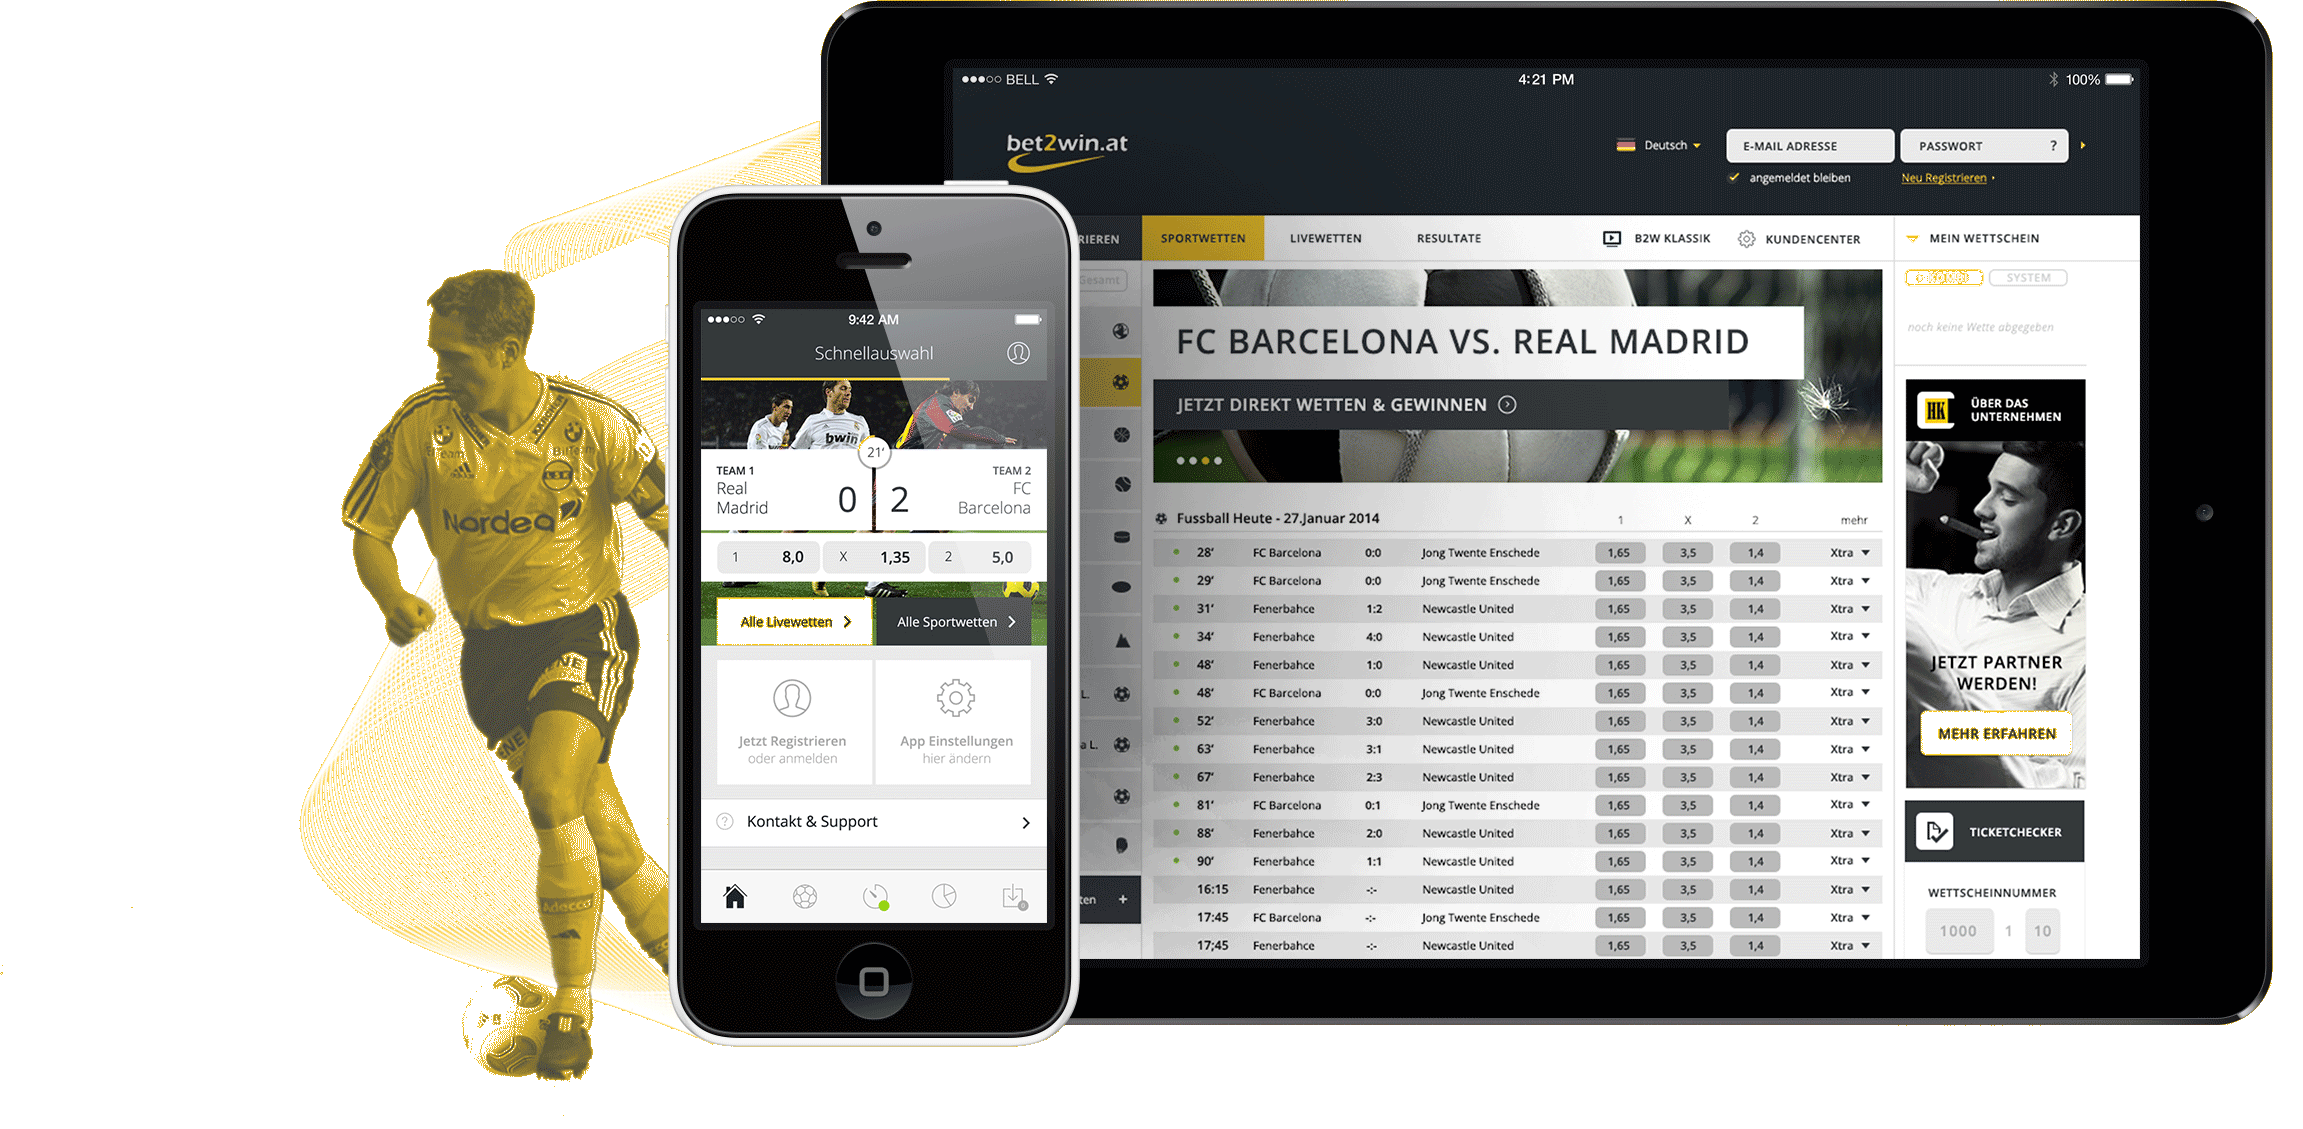 BELL
4:21 PM
100%
bet2win.at
Deutsch
E-MAIL ADRESSE
PASSWORT ?
angemeldet bleiben
Neu Registrieren
RIEREN
SPORTWETTEN
LIVEWETTEN
RESULTATE
B2W KLASSIK
KUNDENCENTER
MEIN WETTSCHEIN
Gesamt
SYSTEM
noch keine Wette abgegeben
FC BARCELONA VS. REAL MADRID
JETZT DIREKT WETTEN & GEWINNEN
HK
ÜBER DAS
UNTERNEHMEN
JETZT PARTNER
WERDEN!
MEHR ERFAHREN
TICKETCHECKER
WETTSCHEINNUMMER
1000 1 10
Fussball Heute - 27.Januar 2014 1 X 2 mehr
28' FC Barcelona 0:0 Jong Twente Enschede 1,65 3,5 1,4 Xtra
29' FC Barcelona 0:0 Jong Twente Enschede 1,65 3,5 1,4 Xtra
31' Fenerbahce 1:2 Newcastle United 1,65 3,5 1,4 Xtra
34' Fenerbahce 4:0 Newcastle United 1,65 3,5 1,4 Xtra
48' Fenerbahce 1:0 Newcastle United 1,65 3,5 1,4 Xtra
48' FC Barcelona 0:0 Jong Twente Enschede 1,65 3,5 1,4 Xtra
52' Fenerbahce 3:0 Newcastle United 1,65 3,5 1,4 Xtra
63' Fenerbahce 3:1 Newcastle United 1,65 3,5 1,4 Xtra
67' Fenerbahce 2:3 Newcastle United 1,65 3,5 1,4 Xtra
81' FC Barcelona 0:1 Jong Twente Enschede 1,65 3,5 1,4 Xtra
88' Fenerbahce 2:0 Newcastle United 1,65 3,5 1,4 Xtra
90' Fenerbahce 1:1 Newcastle United 1,65 3,5 1,4 Xtra
16:15 Fenerbahce -:- Newcastle United 1,65 3,5 1,4 Xtra
17:45 FC Barcelona -:- Jong Twente Enschede 1,65 3,5 1,4 Xtra
17;45 Fenerbahce -:- Newcastle United 1,65 3,5 1,4 Xtra
L.
a L.
ten +
9:42 AM
Schnellauswahl
bwin
21'
TEAM 1
Real
Madrid
0 2
TEAM 2
FC
Barcelona
1 8,0 X 1,35 2 5,0
Alle Livewetten
Alle Sportwetten
Jetzt Registrieren
oder anmelden
App Einstellungen
hier ändern
? Kontakt & Support
Nordea
adidas
LSK
Adecco